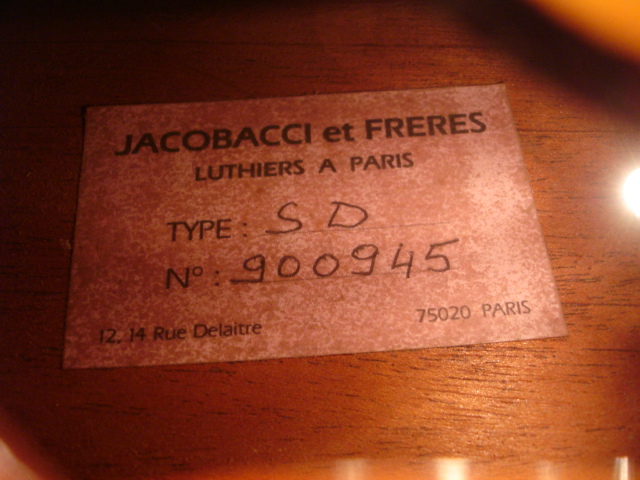 JACOBACCI et FRERES
LUTHIERS A PARIS
TYPE : S D
N° : 900945
12, 14 Rue Delaitre 75020 PARIS